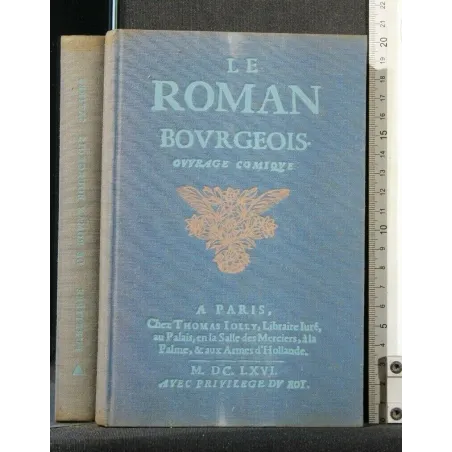 LE
ROMAN
BOVRGEOIS.
OVVRAGE COMIQVE
A PARIS,
Chez THOMAS IOLLY, Libraire Iuré,
au Palais, en la Salle des Merciers, à la
Palme, & aux Armes d'Hollande.
M. DC. LXVI.
AVEC PRIVILEGE DV ROY.